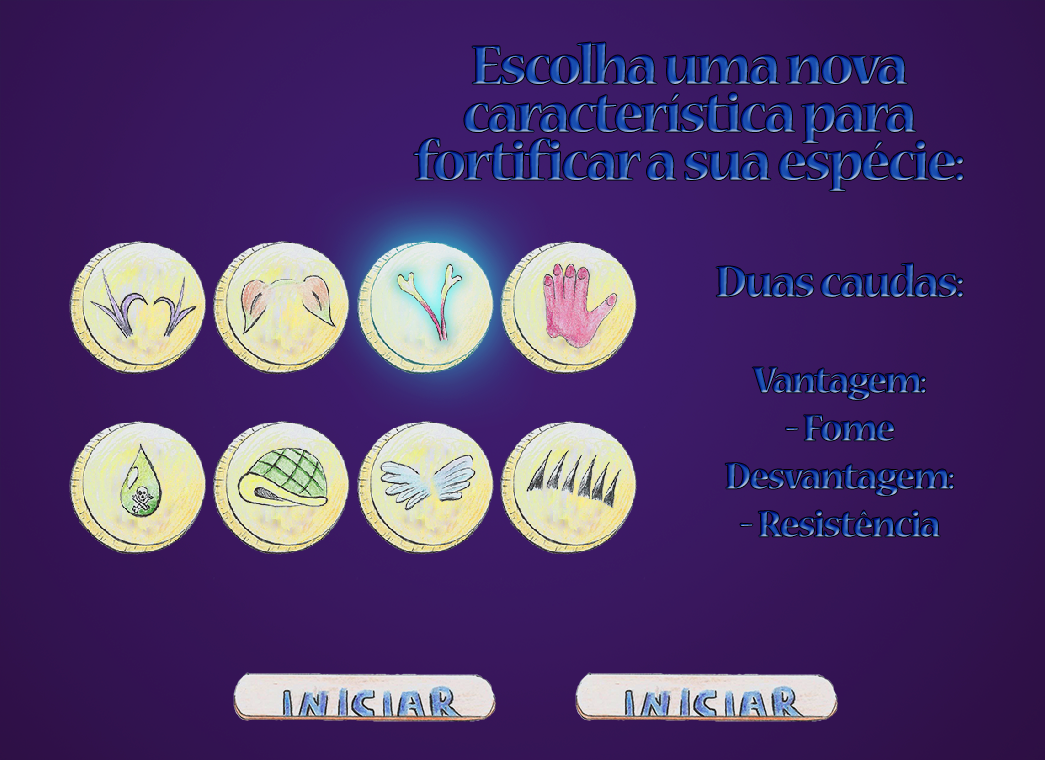 Escolha uma nova
característica para
fortificar a sua espécie:
Duas caudas:
Vantagem:
- Fome
Desvantagem:
- Resistência
INICIAR
INICIAR